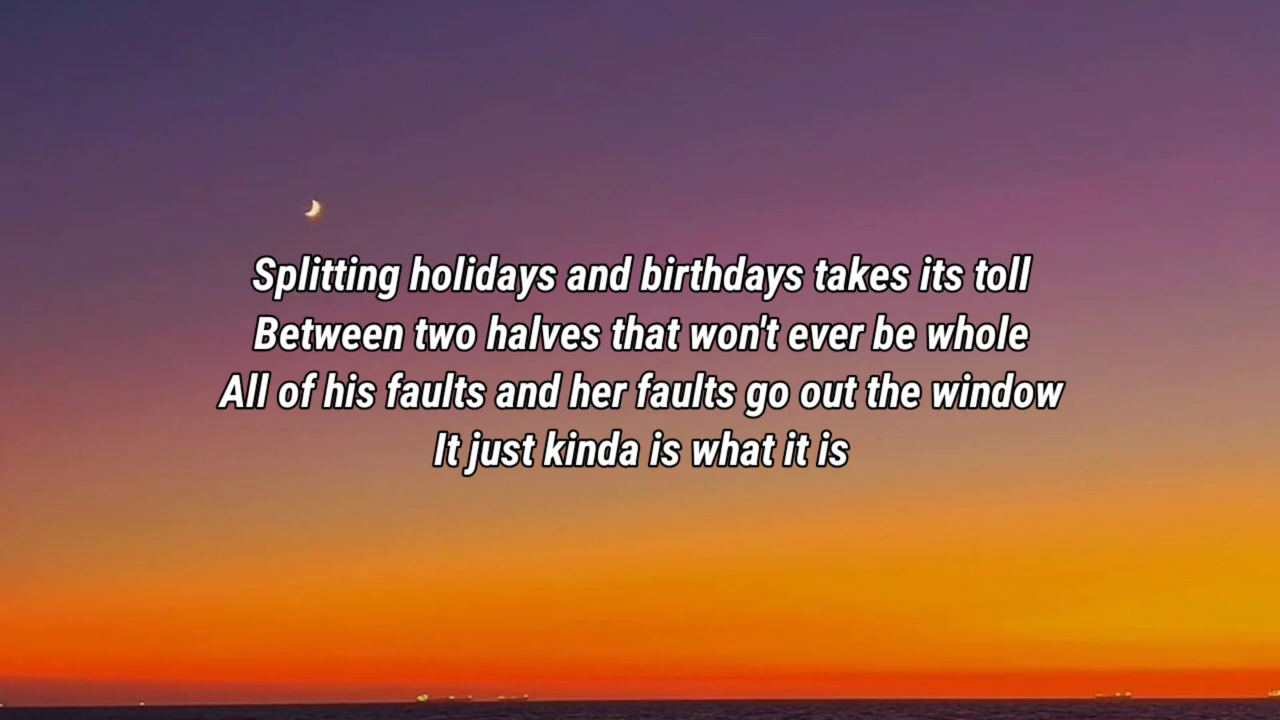 Splitting holidays and birthdays takes its toll
Between two halves that won't ever be whole
All of his faults and her faults go out the window
It just kinda is what it is